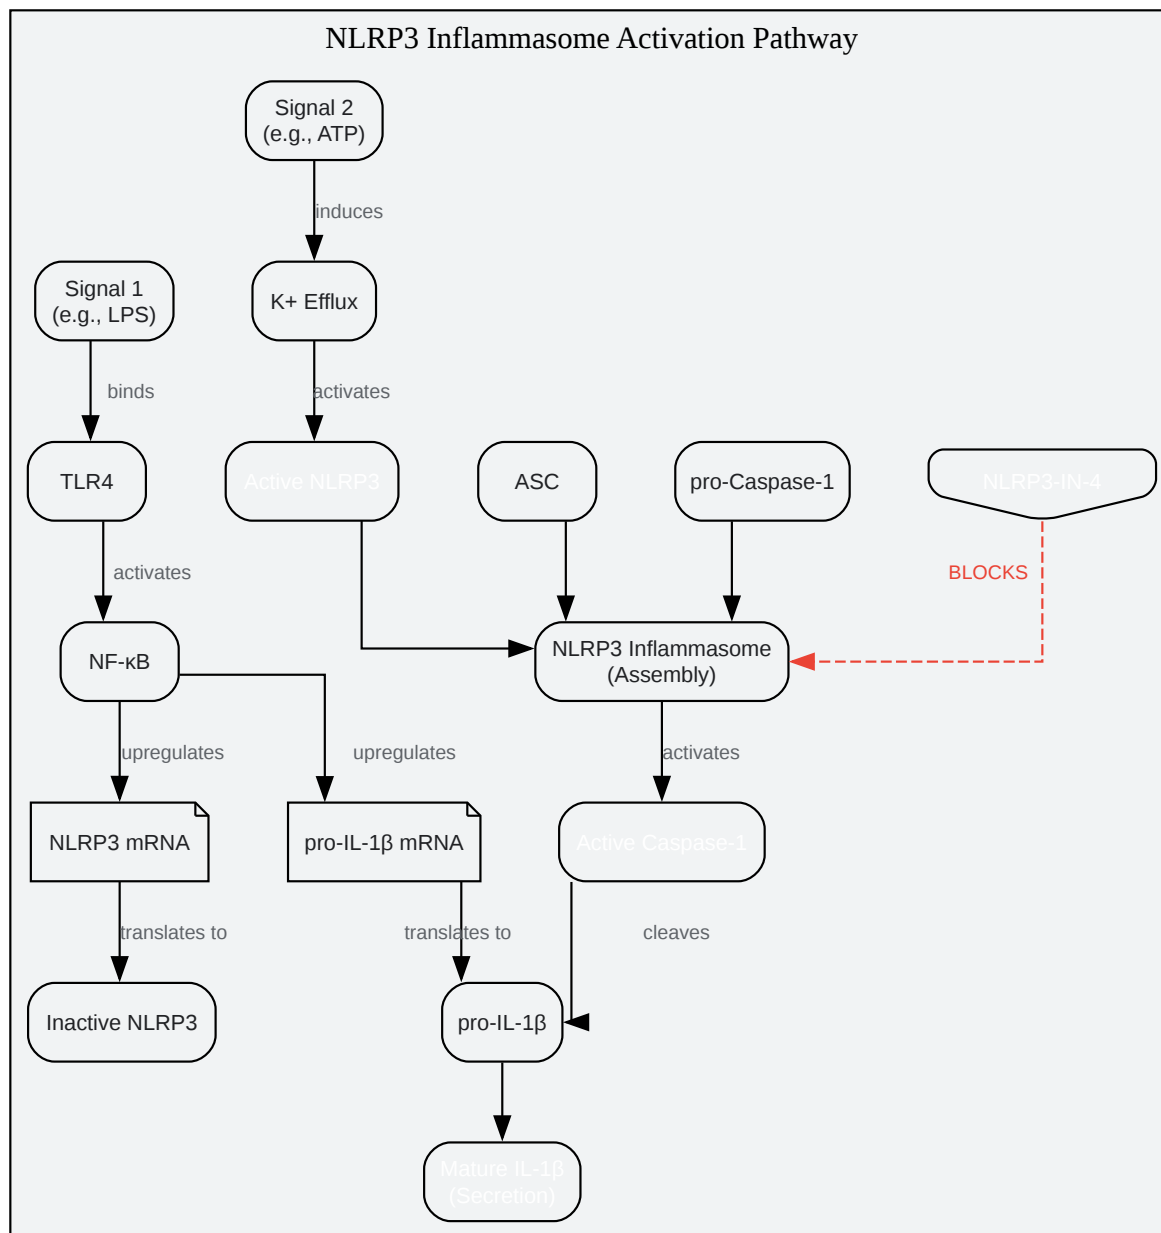 NLRP3 Inflammasome Activation Pathway
Signal 2
(e.g., ATP)
induces
Signal 1
(e.g., LPS)
K+ Efflux
binds
activates
TLR4
Active NLRP3
ASC
pro-Caspase-1
NLRP3-IN-4
activates
BLOCKS
NF-κB
NLRP3 Inflammasome
(Assembly)
upregulates
upregulates
activates
NLRP3 mRNA
pro-IL-1β mRNA
Active Caspase-1
translates to
translates to
cleaves
Inactive NLRP3
pro-IL-1β
Mature IL-1β
(Secretion)